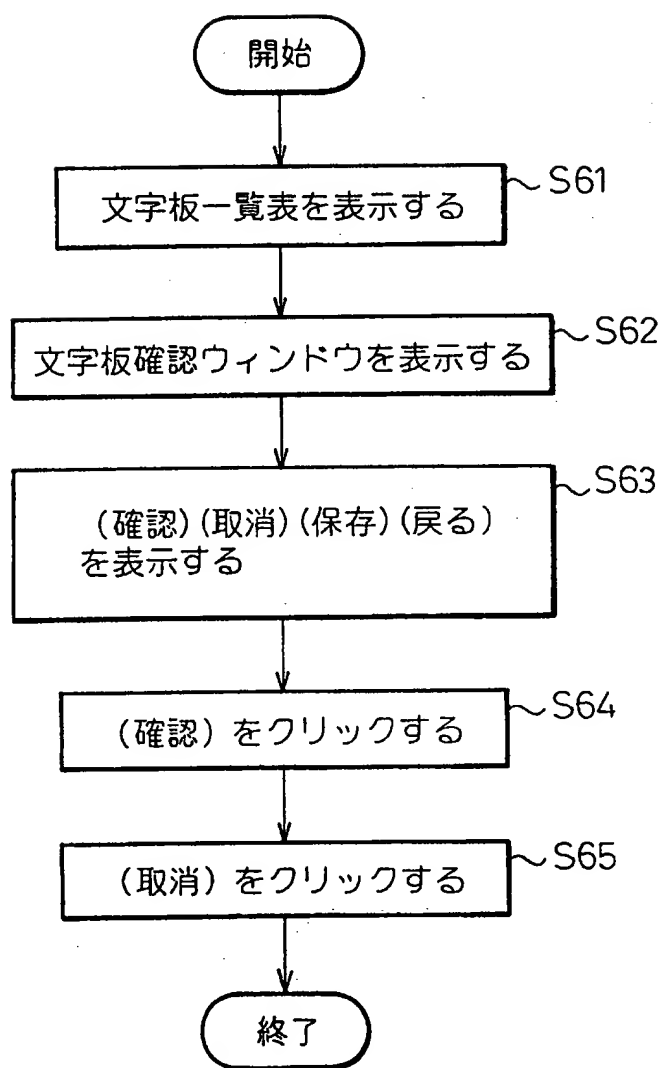 開始
文字板一覧表を表示する
S61
文字板確認ウィンドウを表示する
S62
(確認)(取消)(保存)(戻る)
を表示する
S63
(確認)をクリックする
S64
(取消)をクリックする
S65
終了